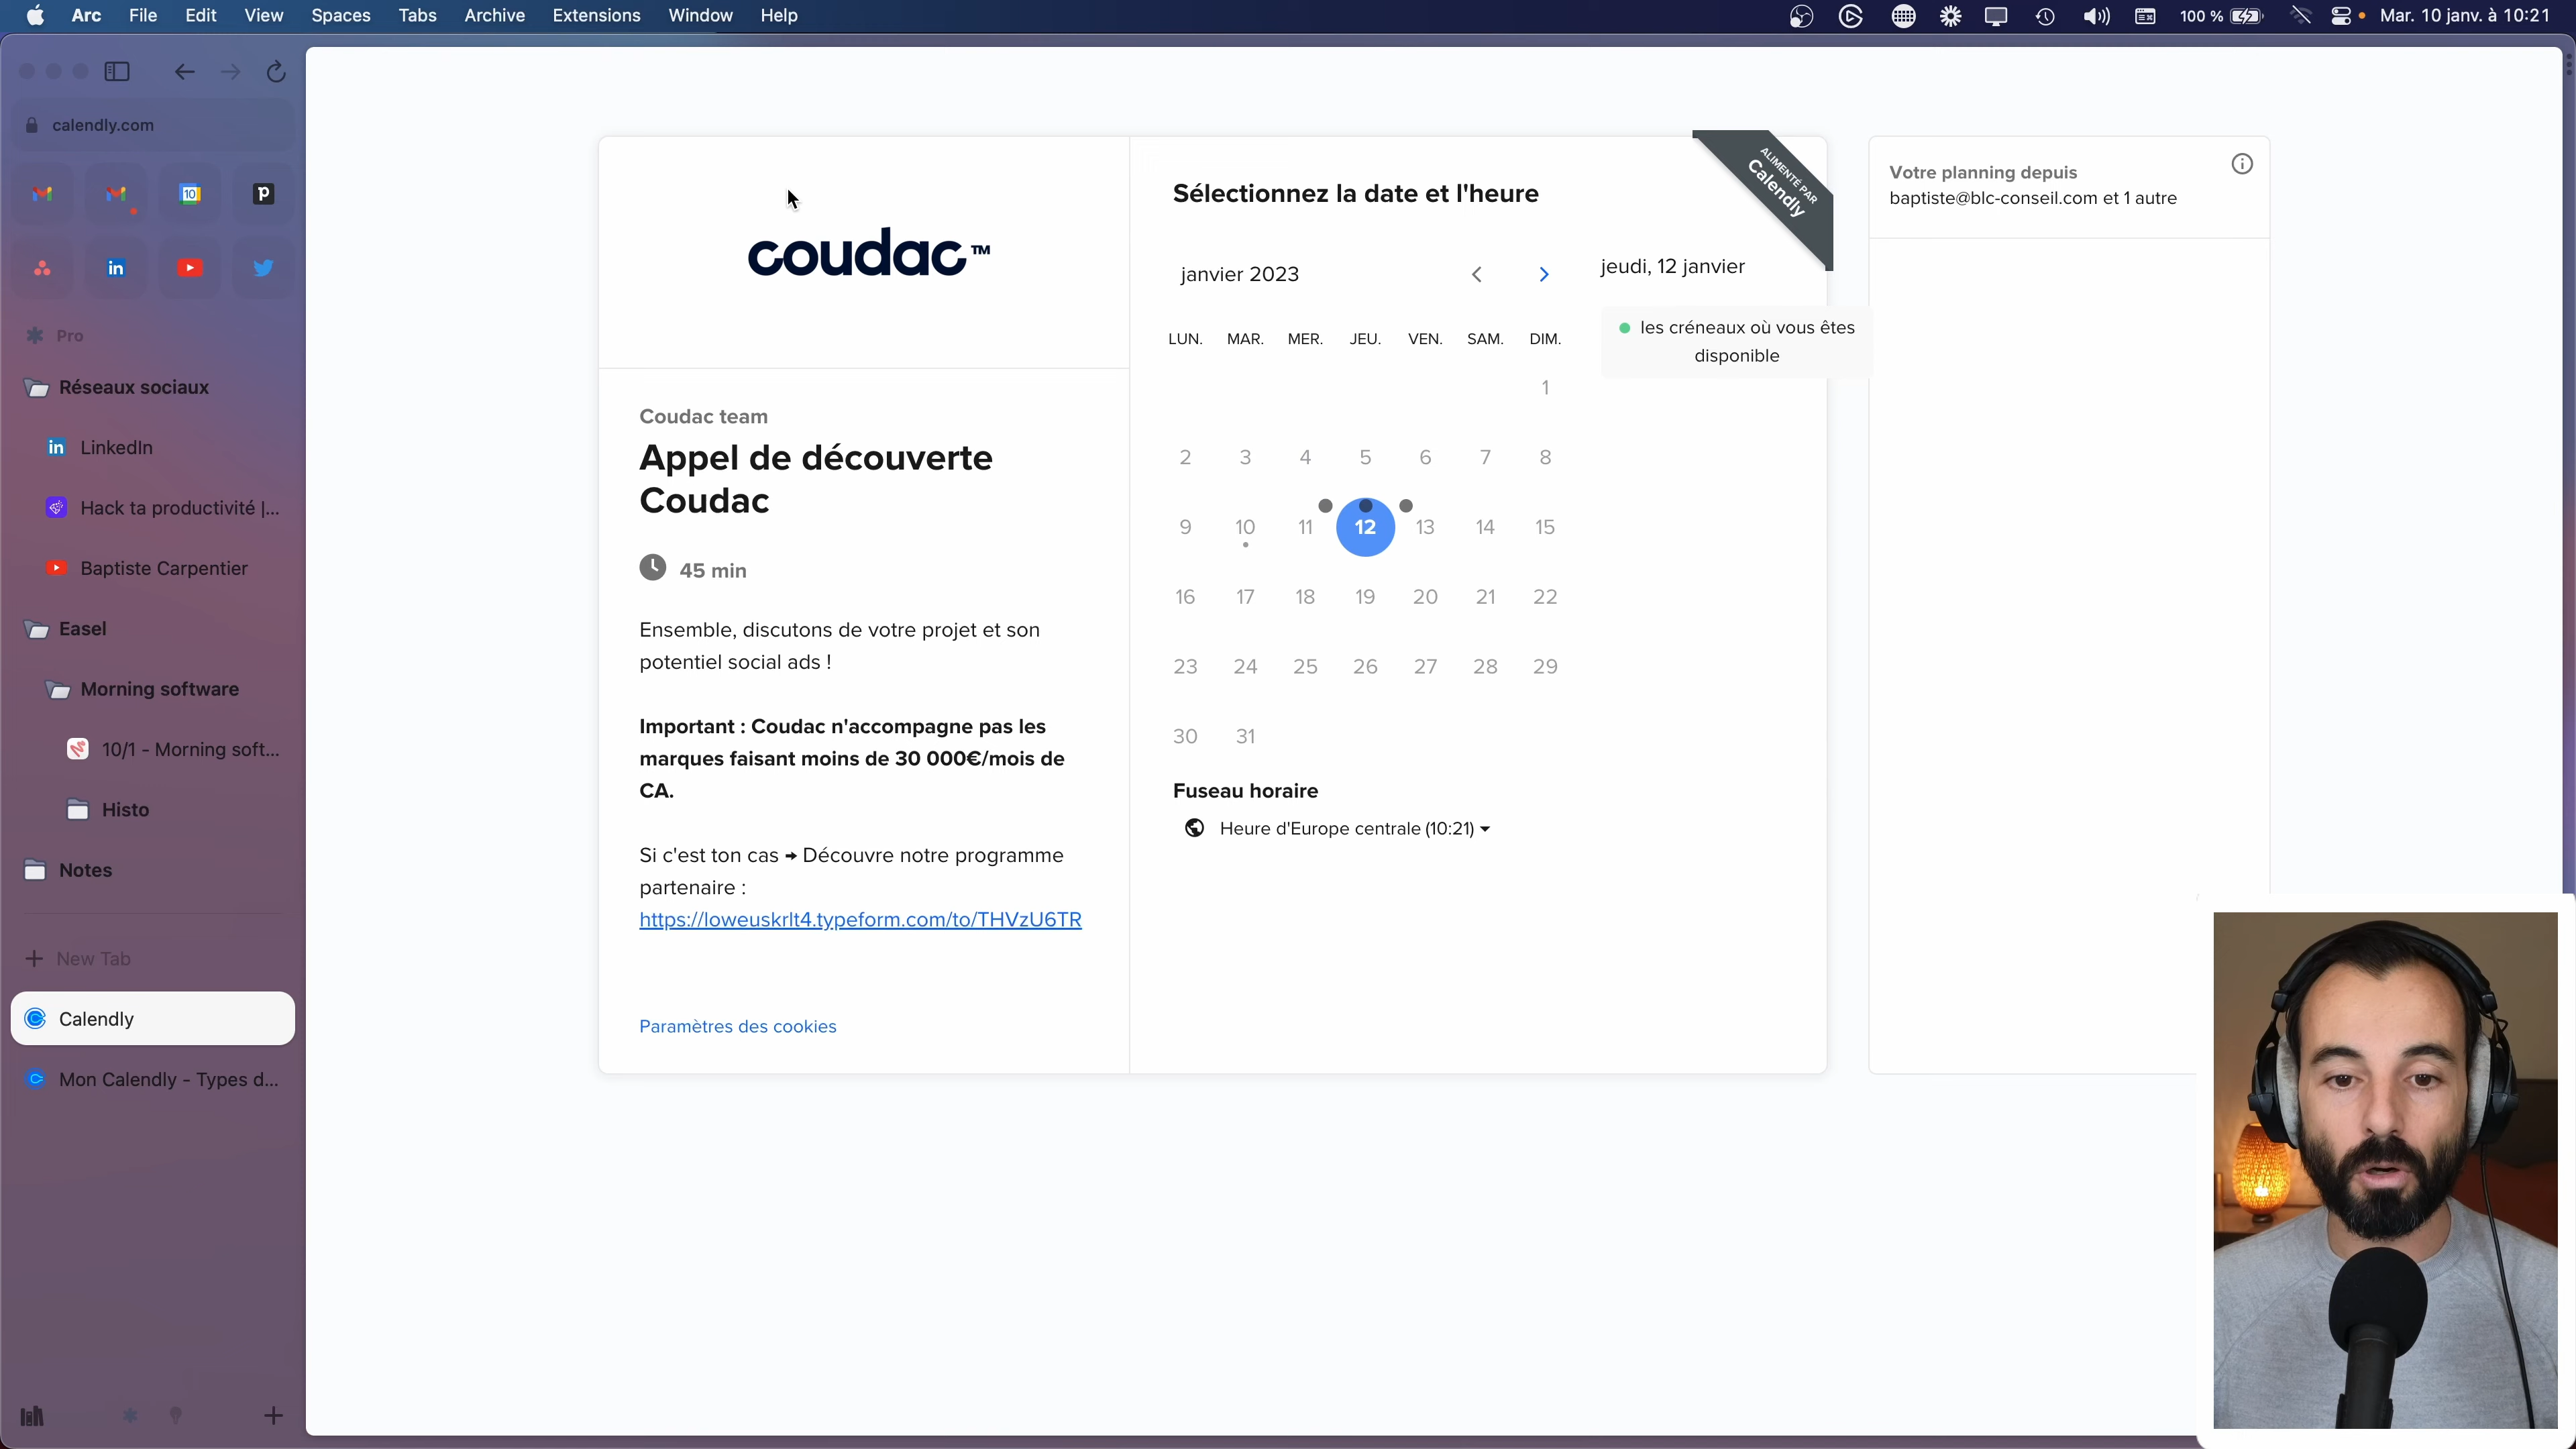 Arc File Edit View Spaces Tabs Archive Extensions Window Help
100 % Mar. 10 janv. à 10:21
calendly.com
10
Pro
Réseaux sociaux
LinkedIn
Hack ta productivité |...
Baptiste Carpentier
Easel
Morning software
10/1 - Morning soft...
Histo
Notes
New Tab
Calendly
Mon Calendly - Types d...
coudac™
Coudac team
Appel de découverte
Coudac
45 min
Ensemble, discutons de votre projet et son
potentiel social ads !
Important : Coudac n'accompagne pas les
marques faisant moins de 30 000€/mois de
CA.
Si c'est ton cas → Découvre notre programme
partenaire :
https://loweuskrlt4.typeform.com/to/THVzU6TR
Paramètres des cookies
Sélectionnez la date et l'heure
ALIMENTÉ PAR
Calendly
janvier 2023
LUN. MAR. MER. JEU. VEN. SAM. DIM.
1
2 3 4 5 6 7 8
9 10 11 12 13 14 15
16 17 18 19 20 21 22
23 24 25 26 27 28 29
30 31
Fuseau horaire
Heure d'Europe centrale (10:21)
jeudi, 12 janvier
les créneaux où vous êtes
disponible
Votre planning depuis
baptiste@blc-conseil.com et 1 autre